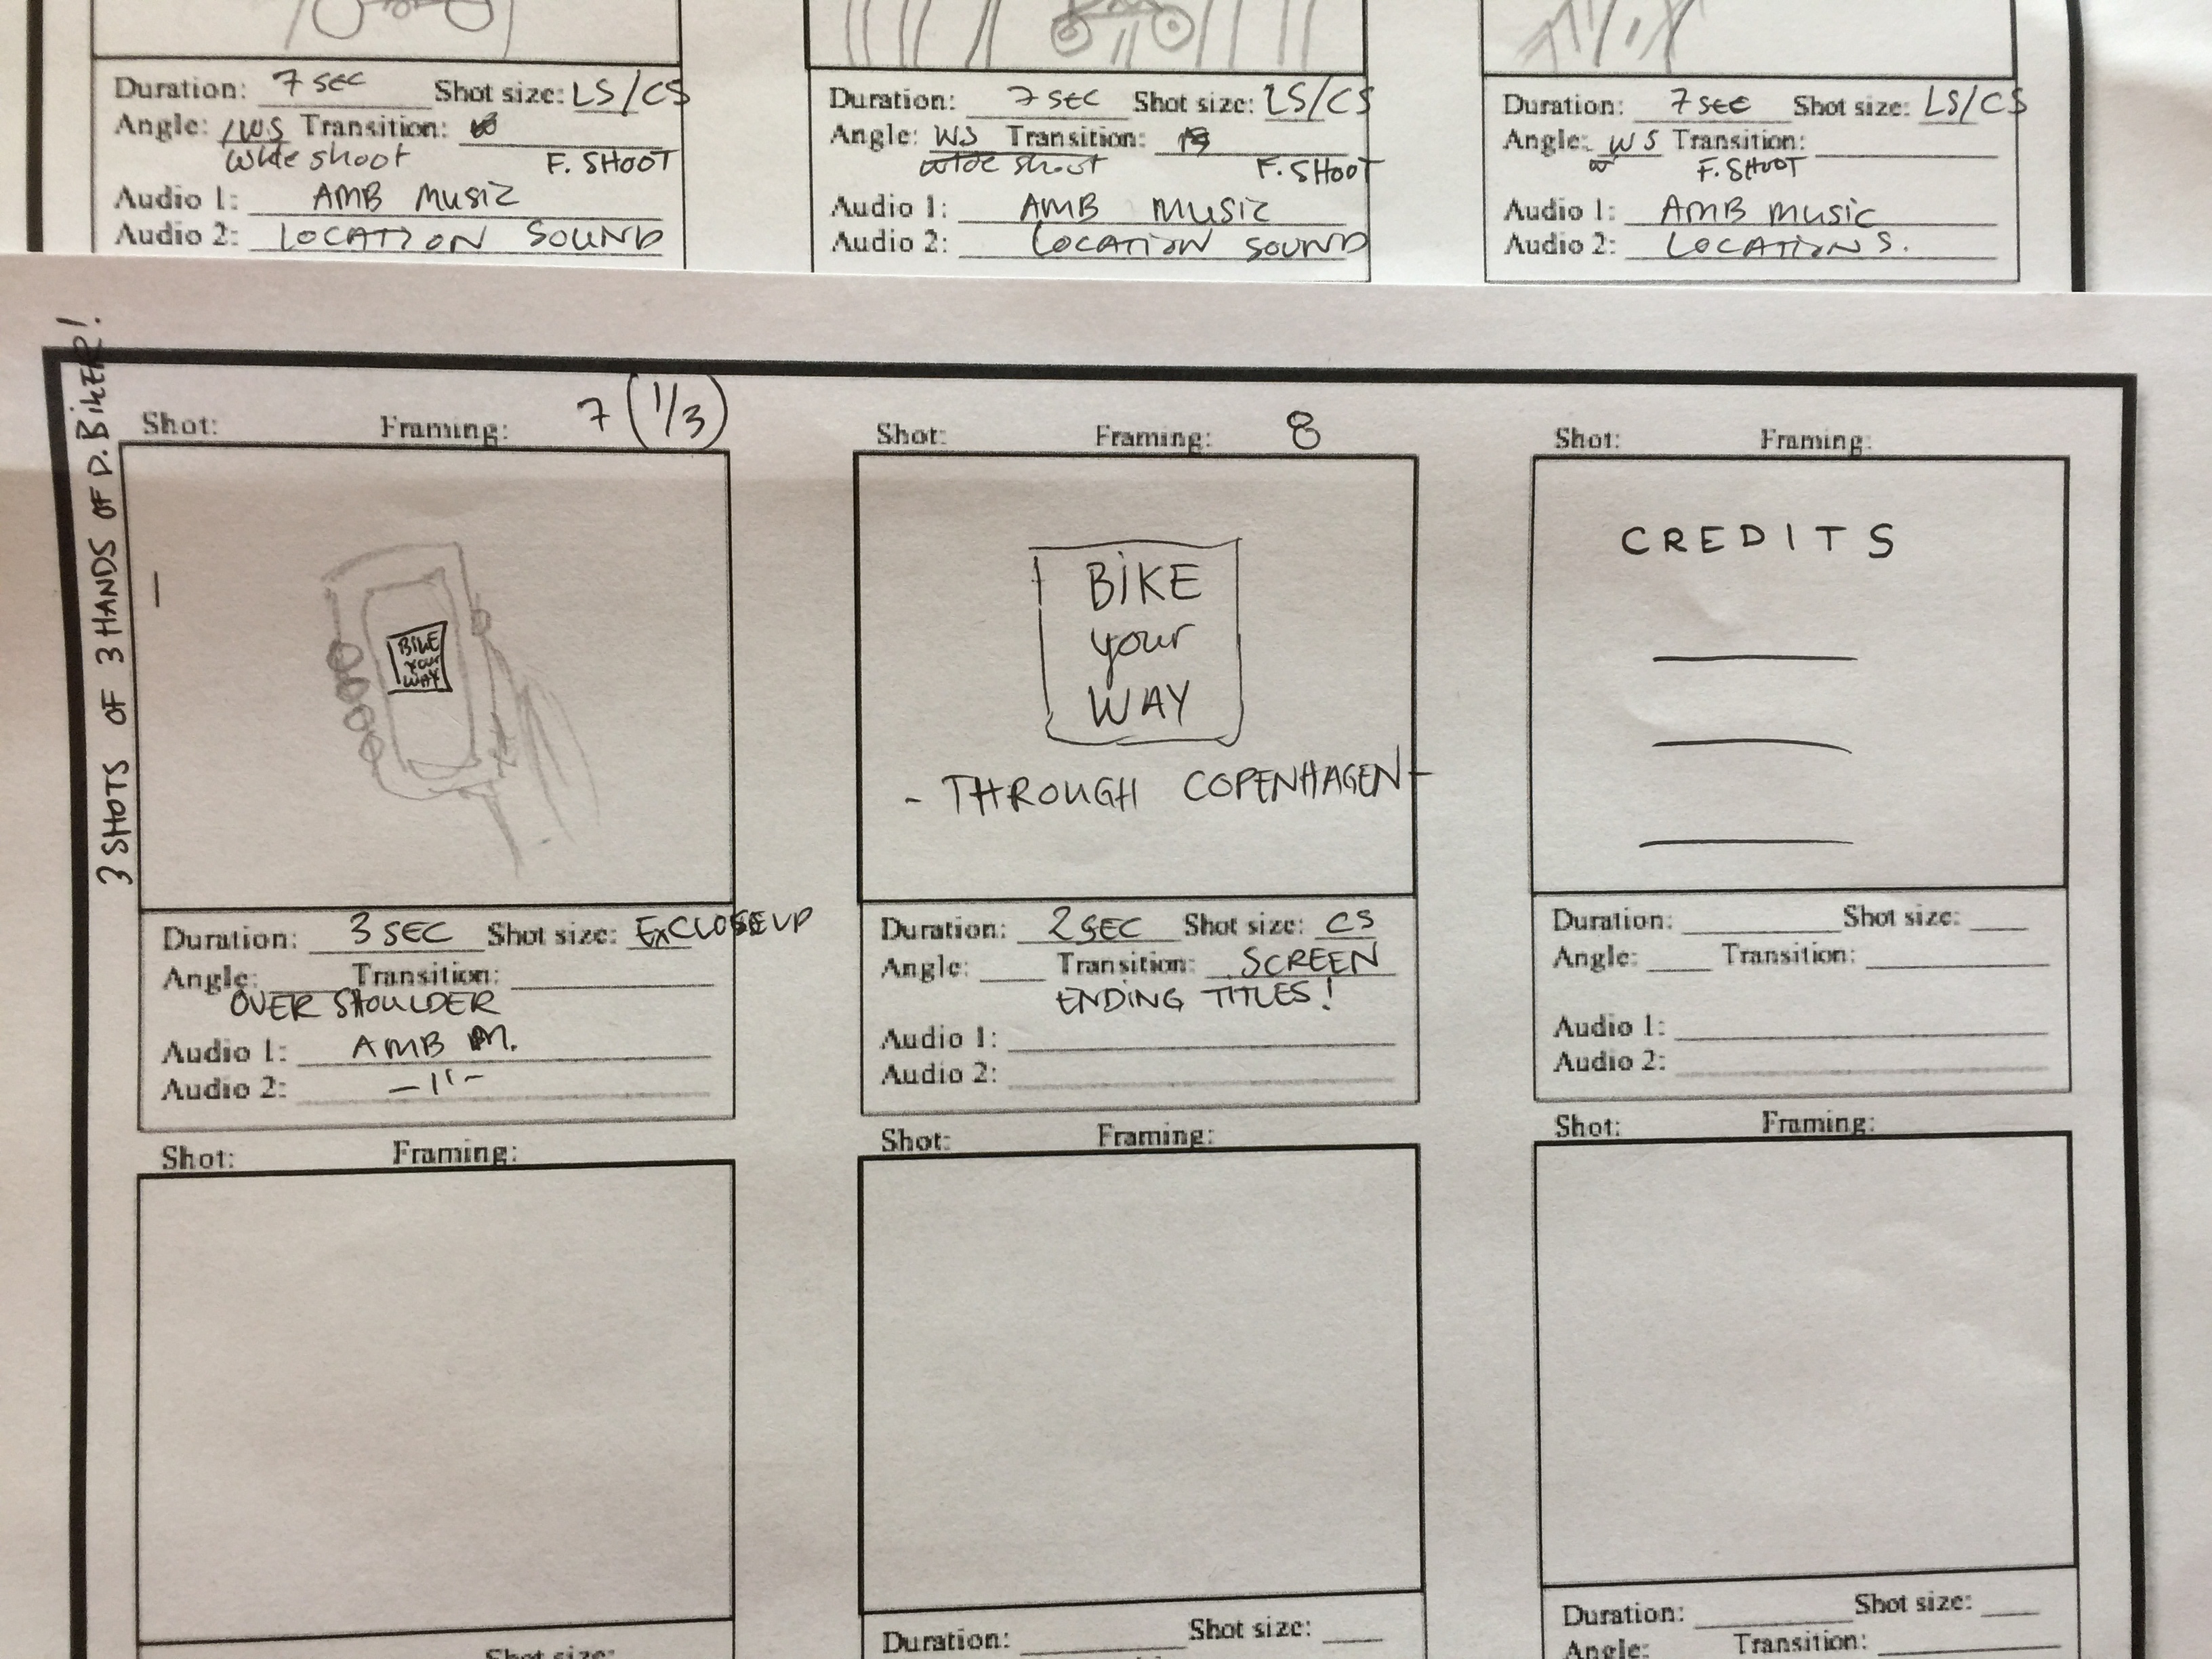 Duration: 7 SEC Shot size: LS/CS
Angle: WS Transition:
Wide shoot F. SHOOT
Audio 1: AMB MUSIC
Audio 2: LOCATION SOUND
Duration: 7 SEC Shot size: LS/CS
Angle: WS Transition:
wide shoot F. SHOOT
Audio 1: AMB MUSIC
Audio 2: LOCATION SOUND
Duration: 7 SEC Shot size: LS/CS
Angle: WS Transition:
F. SHOOT
Audio 1: AMB MUSIC
Audio 2: LOCATION S.
3 SHOTS OF 3 HANDS OF D. BIKER!
Shot: Framing: 7 (1/3)
BIKE
your
WAY
Duration: 3 SEC Shot size: EXCLOSEUP
Angle: Transition:
OVER SHOULDER
Audio 1: AMB M.
Audio 2: -11-
Shot: Framing: 8
BIKE
your
WAY
- THROUGH COPENHAGEN -
Duration: 2 SEC Shot size: CS
Angle: Transition: SCREEN
ENDING TITLES!
Audio 1:
Audio 2:
Shot: Framing:
CREDITS
Duration: Shot size:
Angle: Transition:
Audio 1:
Audio 2:
Shot: Framing:
Shot size:
Shot: Framing:
Duration: Shot size:
Shot: Framing:
Duration: Shot size:
Angle: Transition: